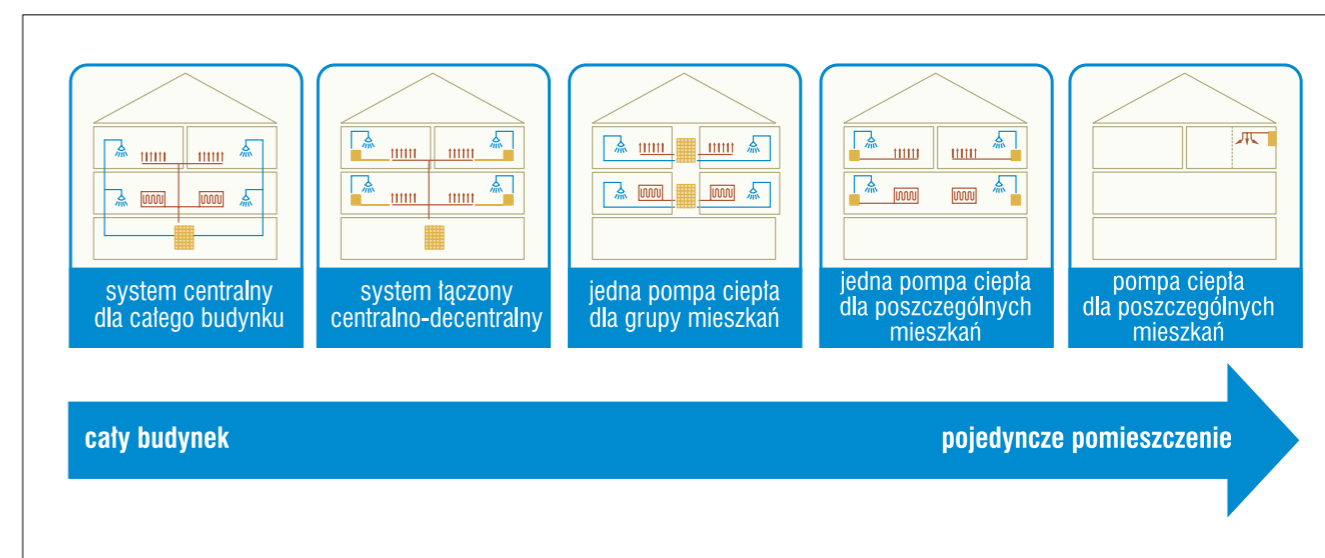 system centralny
dla całego budynku
system łączony
centralno-decentralny
jedna pompa ciepła
dla grupy mieszkań
jedna pompa ciepła
dla poszczególnych
mieszkań
pompa ciepła
dla poszczególnych
mieszkań
cały budynek
pojedyncze pomieszczenie